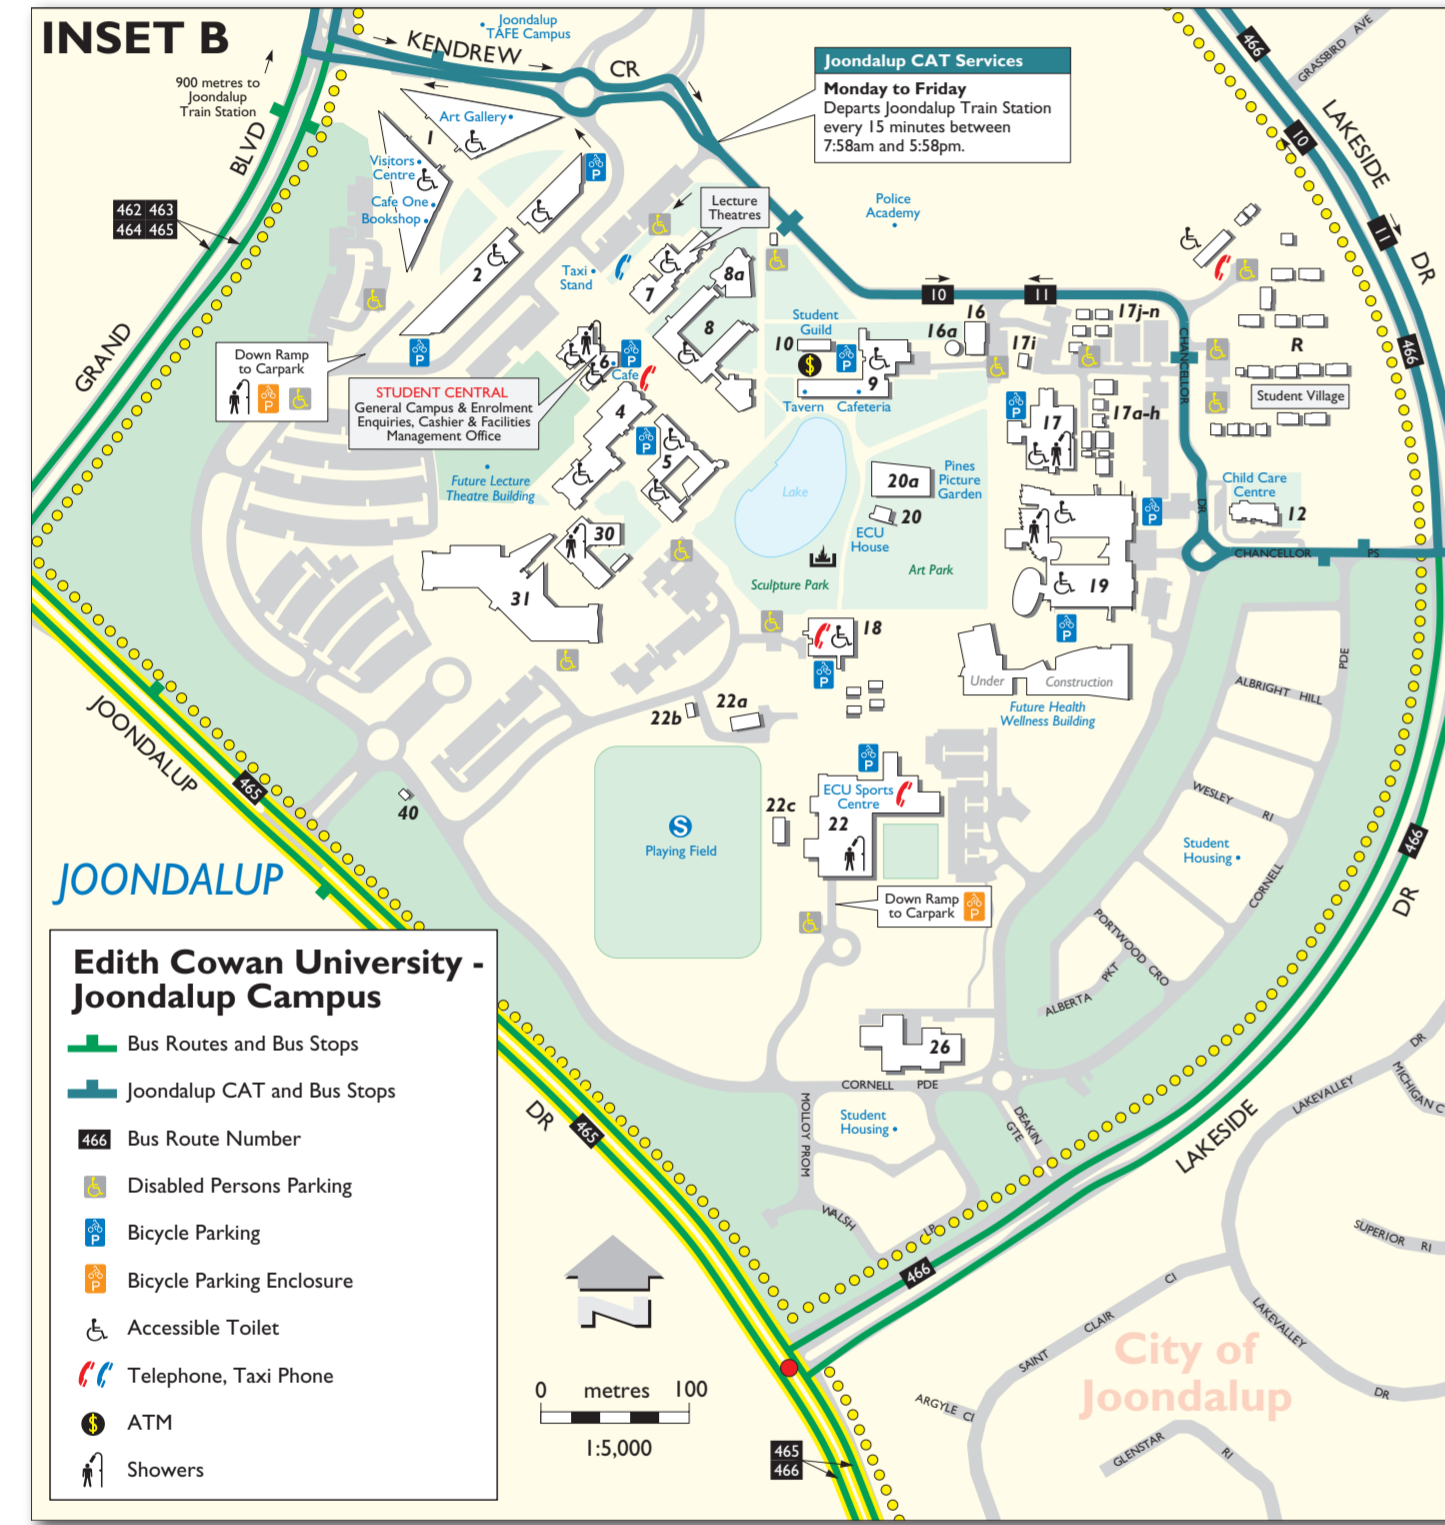 INSET B
Joondalup
TAFE Campus
KENDREW
CR
900 metres to
Joondalup
Train Station
BLVD
GRAND
462 463
464 465
Joondalup CAT Services
Monday to Friday
Departs Joondalup Train Station
every 15 minutes between
7:58am and 5:58pm.
466
GRASSBIRD AVE
LAKESIDE
DR
10
11
466
Art Gallery
1
Visitors
Centre
Cafe One
Bookshop
2
Taxi
Stand
Lecture
Theatres
7
8a
8
Police
Academy
10
11
Student
Guild
10
9
Tavern
Cafeteria
16
16a
17i
17j-n
17
17a-h
CHANCELLOR
DR
R
Student Village
Down Ramp
to Carpark
STUDENT CENTRAL
General Campus & Enrolment
Enquiries, Cashier & Facilities
Management Office
6
Cafe
4
5
Future Lecture
Theatre Building
30
31
Lake
20a
20
Pines
Picture
Garden
ECU
House
Sculpture Park
Art Park
Child Care
Centre
12
CHANCELLOR
PS
19
18
Under
Construction
Future Health
Wellness Building
22b
22a
22c
22
ECU Sports
Centre
Playing Field
S
Down Ramp
to Carpark
40
JOONDALUP
465
JOONDALUP
ALBRIGHT HILL
PDE
WESLEY RI
Student
Housing
CORNELL
PORTWOOD CRO
ALBERTA PKT
466
DR
26
CORNELL PDE
Student
Housing
MOLLOY PROM
DEAKIN
GTE
WALSH
LP
DR
465
466
LAKESIDE
LAKEVALLEY
DR
MICHIGAN C
SUPERIOR RI
LAKEVALLEY
DR
SAINT CLAIR CI
ARGYLE CI
GLENSTAR RI
City of
Joondalup
465
466
N
0 metres 100
1:5,000
Edith Cowan University -
Joondalup Campus
Bus Routes and Bus Stops
Joondalup CAT and Bus Stops
466 Bus Route Number
Disabled Persons Parking
P Bicycle Parking
P Bicycle Parking Enclosure
Accessible Toilet
Telephone, Taxi Phone
$ ATM
Showers